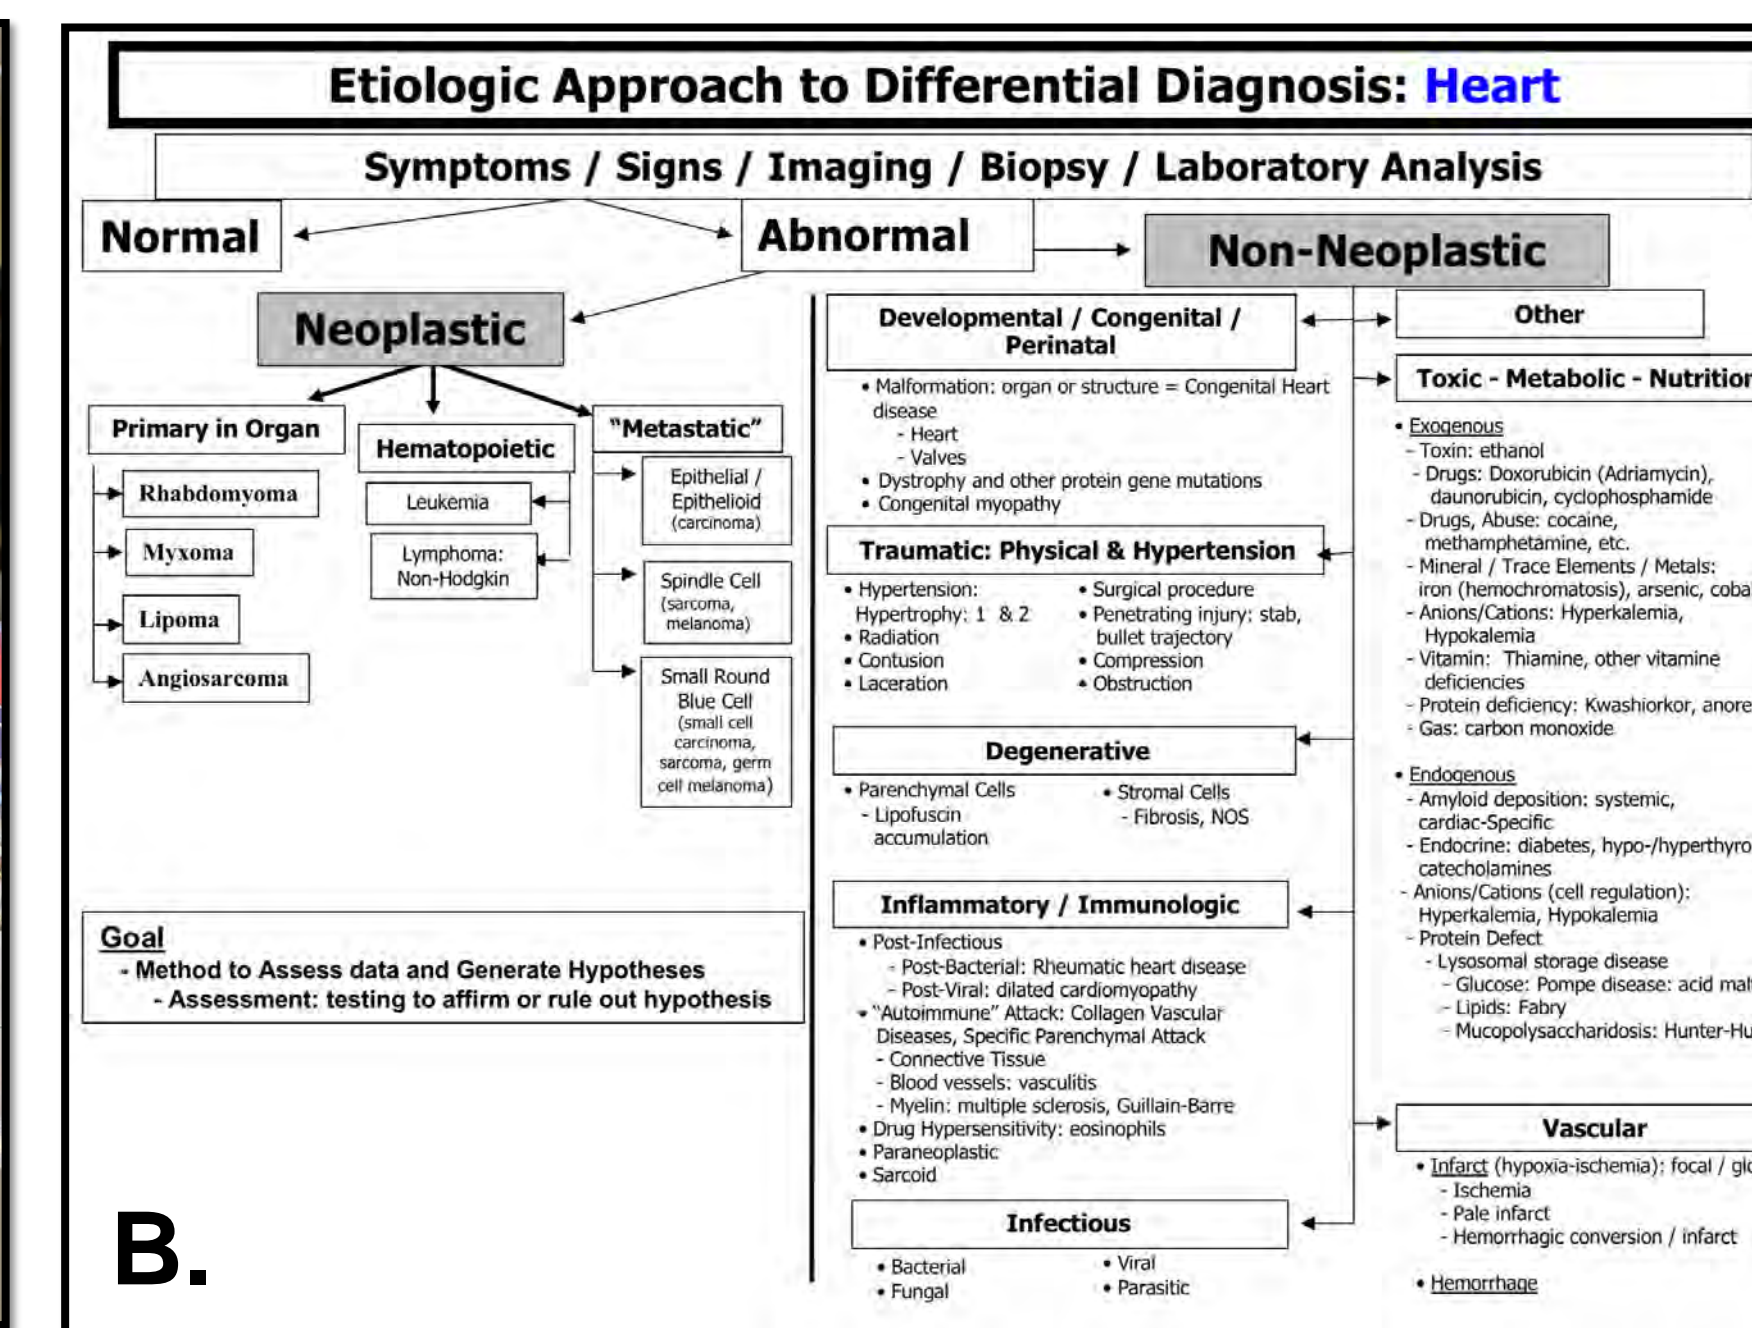 Etiologic Approach to Differential Diagnosis: Heart
Symptoms / Signs / Imaging / Biopsy / Laboratory Analysis
Normal
Abnormal
Non-Neoplastic
Neoplastic
Primary in Organ
Rhabdomyoma
Myxoma
Lipoma
Angiosarcoma
Hematopoietic
Leukemia
Lymphoma:
Non-Hodgkin
"Metastatic"
Epithelial /
Epithelioid
(carcinoma)
Spindle Cell
(sarcoma,
melanoma)
Small Round
Blue Cell
(small cell
carcinoma,
sarcoma, germ
cell melanoma)
Goal
- Method to Assess data and Generate Hypotheses
- Assessment: testing to affirm or rule out hypothesis
B.
Developmental / Congenital /
Perinatal
• Malformation: organ or structure = Congenital Heart
disease
- Heart
- Valves
• Dystrophy and other protein gene mutations
• Congenital myopathy
Traumatic: Physical & Hypertension
• Hypertension:
Hypertrophy: 1 & 2
• Radiation
• Contusion
• Laceration
• Surgical procedure
• Penetrating injury: stab,
bullet trajectory
• Compression
• Obstruction
Degenerative
• Parenchymal Cells
- Lipofuscin
accumulation
• Stromal Cells
- Fibrosis, NOS
Inflammatory / Immunologic
• Post-Infectious
- Post-Bacterial: Rheumatic heart disease
- Post-Viral: dilated cardiomyopathy
• "Autoimmune" Attack: Collagen Vascular
Diseases, Specific Parenchymal Attack
- Connective Tissue
- Blood vessels: vasculitis
- Myelin: multiple sclerosis, Guillain-Barre
• Drug Hypersensitivity: eosinophils
• Paraneoplastic
• Sarcoid
Infectious
• Bacterial
• Fungal
• Viral
• Parasitic
Other
Toxic - Metabolic - Nutrition
• Exogenous
- Toxin: ethanol
- Drugs: Doxorubicin (Adriamycin),
daunorubicin, cyclophosphamide
- Drugs, Abuse: cocaine,
methamphetamine, etc.
- Mineral / Trace Elements / Metals:
iron (hemochromatosis), arsenic,
- Anions/Cations: Hyperkalemia,
Hypokalemia
- Vitamin: Thiamine, other vitamine
deficiencies
- Protein deficiency: Kwashiorkor,
- Gas: carbon monoxide
• Endogenous
- Amyloid deposition: systemic,
cardiac-Specific
- Endocrine: diabetes,
catecholamines
- Anions/Cations (cell regulation):
Hyperkalemia, Hypokalemia
- Protein Defect
- Lysosomal storage disease
- Glucose: Pompe disease: acid
- Lipids: Fabry
- Mucopolysaccharidosis:
Vascular
• Infarct (hypoxia-ischemia): focal /
- Ischemia
- Pale infarct
- Hemorrhagic conversion / infarct
• Hemorrhage